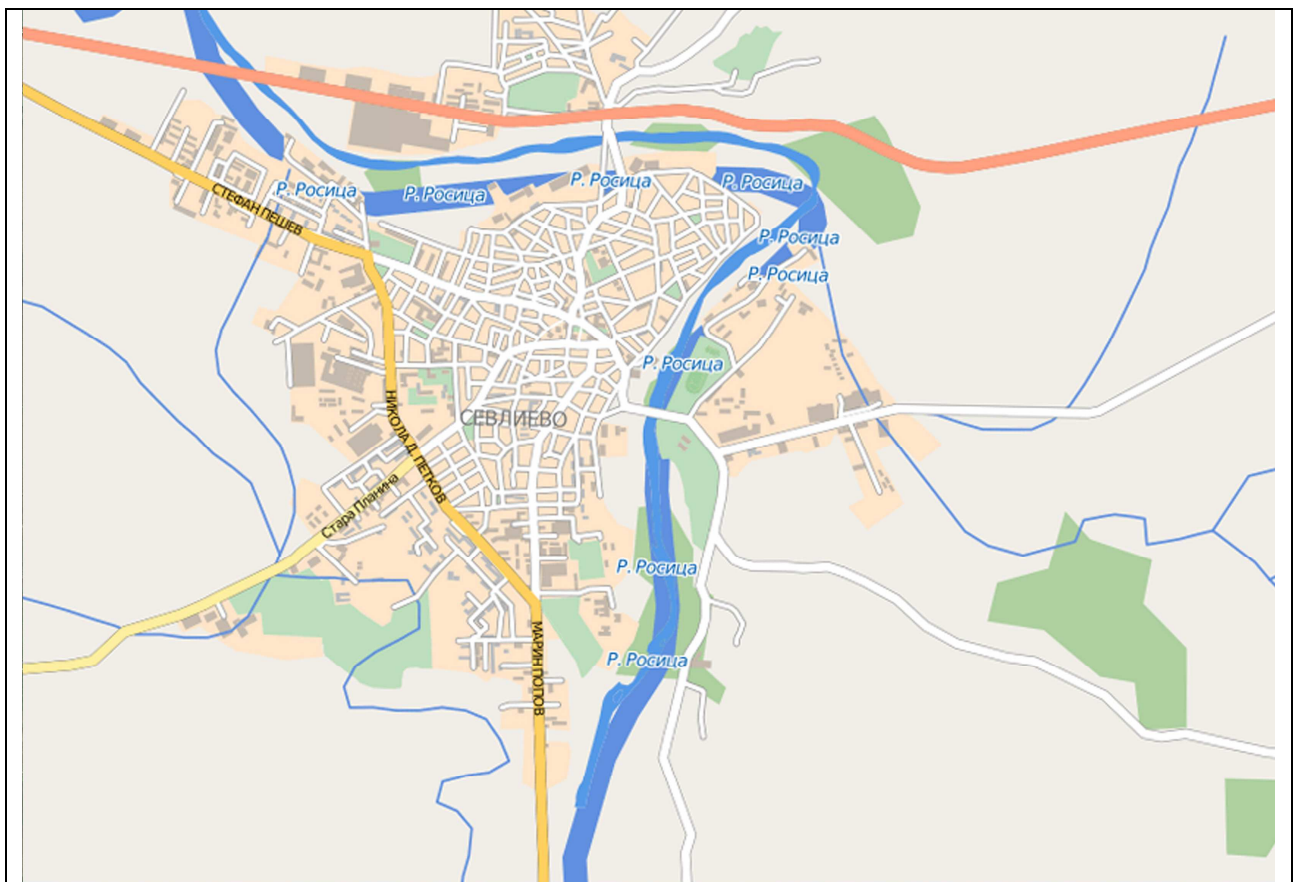 Р. Росица
Р. Росица
Р. Росица
Р. Росица
СТЕФАН ПЕШЕВ
Р. Росица
Р. Росица
Р. Росица
СЕВЛИЕВО
НИКОЛА Д. ПЕТКОВ
Стара Планина
Р. Росица
Р. Росица
МАРИН ПОПОВ